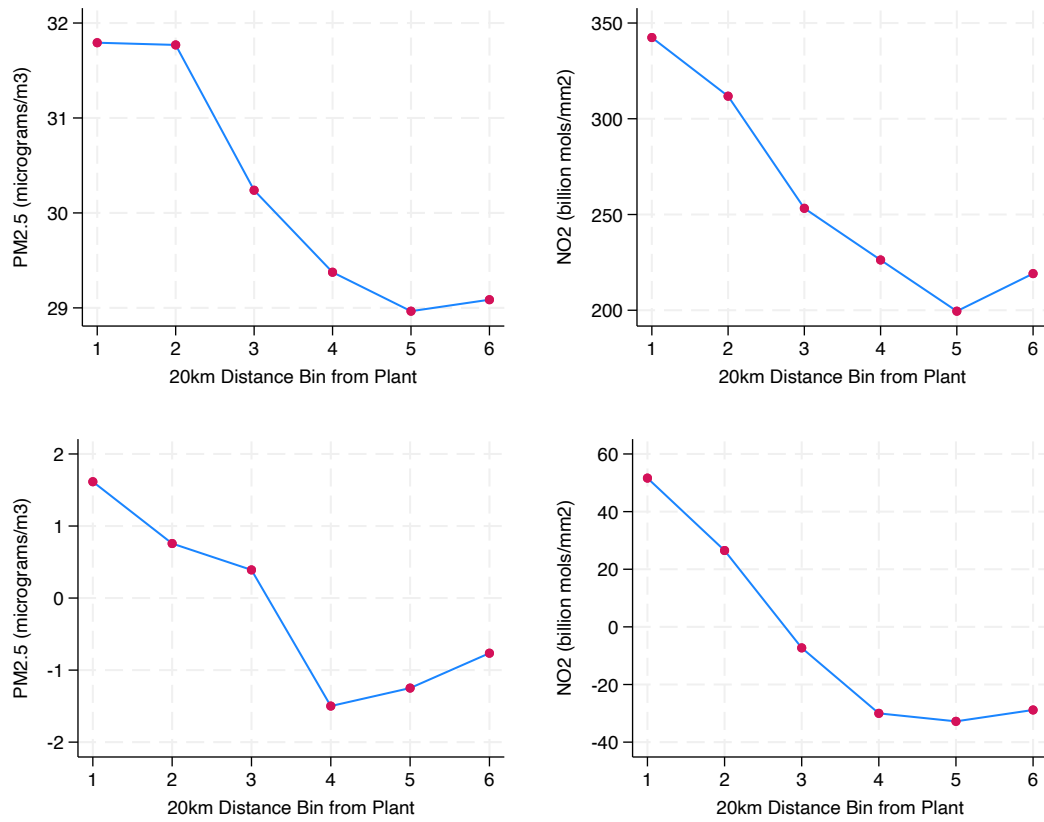 PM2.5 (micrograms/m3)
32
31
30
29
1 2 3 4 5 6
20km Distance Bin from Plant
NO2 (billion mols/mm2)
350
300
250
200
1 2 3 4 5 6
20km Distance Bin from Plant
PM2.5 (micrograms/m3)
2
1
0
-1
-2
1 2 3 4 5 6
20km Distance Bin from Plant
NO2 (billion mols/mm2)
60
40
20
0
-20
-40
1 2 3 4 5 6
20km Distance Bin from Plant